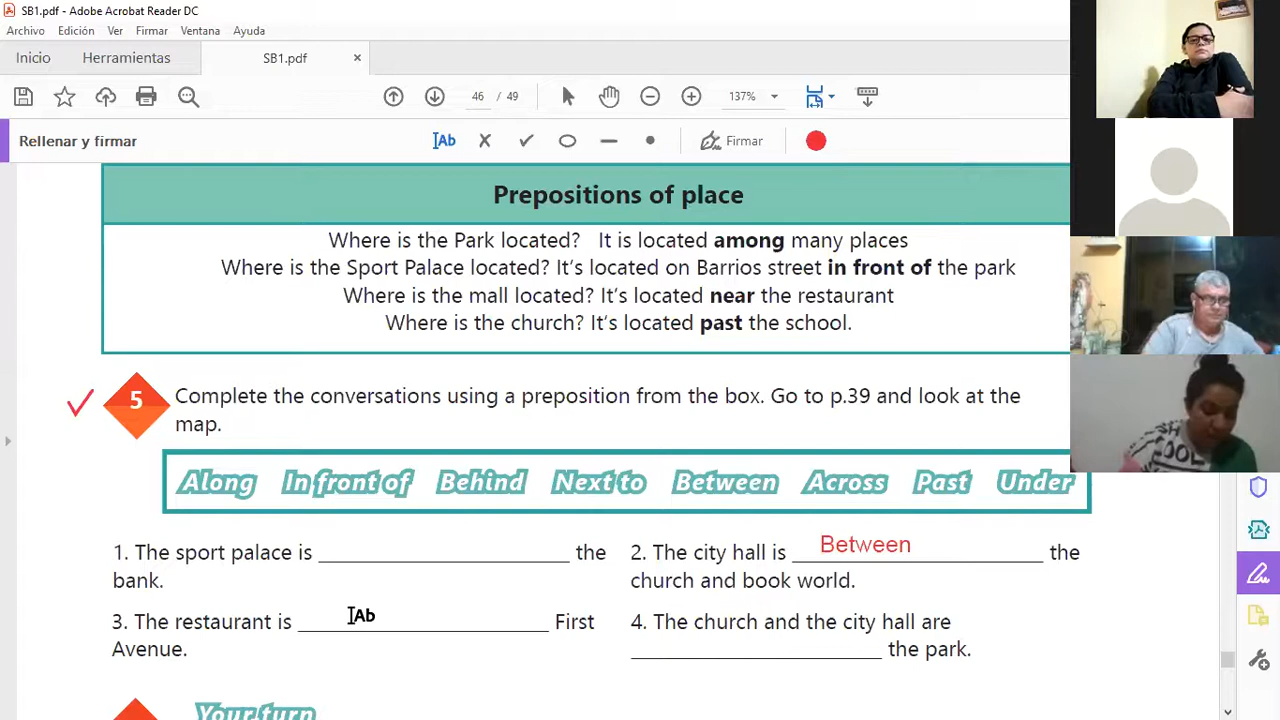 SB1.pdf - Adobe Acrobat Reader DC
Archivo Edición Ver Firmar Ventana Ayuda
Inicio Herramientas SB1.pdf ×
46 / 49 137%
Rellenar y firmar Ab Firmar
Prepositions of place
Where is the Park located? It is located among many places
Where is the Sport Palace located? It's located on Barrios street in front of the park
Where is the mall located? It's located near the restaurant
Where is the church? It's located past the school.
5 Complete the conversations using a preposition from the box. Go to p.39 and look at the
map.
Along In front of Behind Next to Between Across Past Under
1. The sport palace is ______ the
bank.
2. The city hall is Between the
church and book world.
3. The restaurant is Ab First
Avenue.
4. The church and the city hall are
______ the park.
Your turn